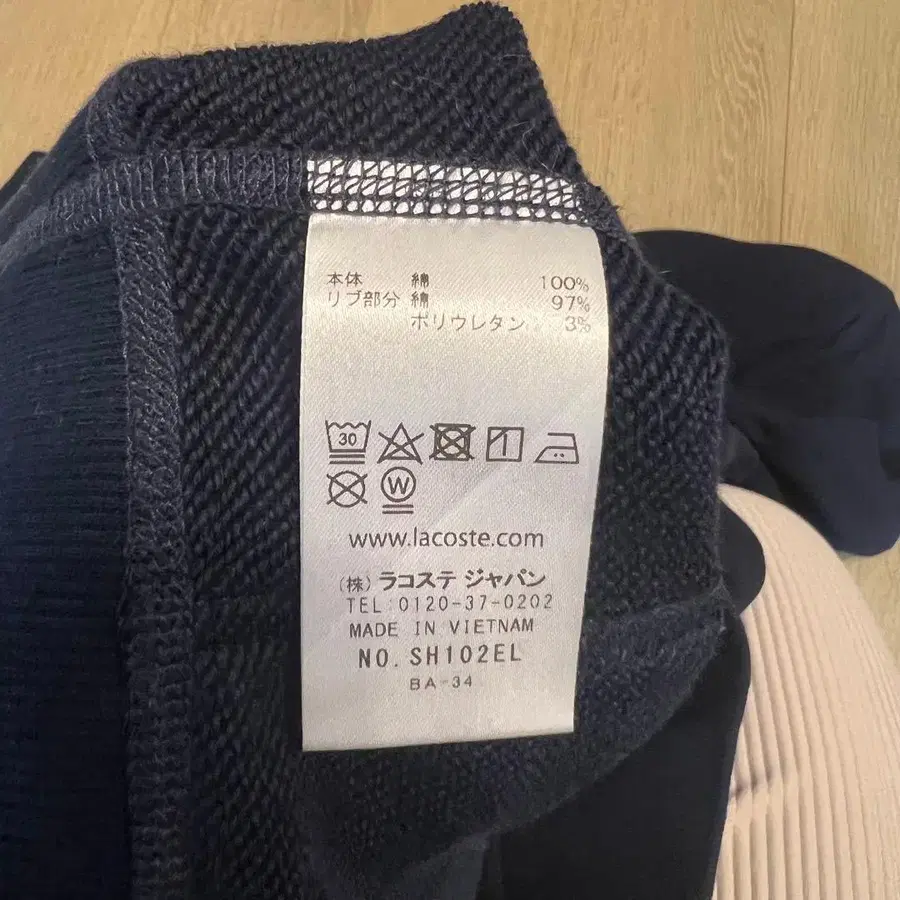 本体 綿 100%
リブ部分 綿 97%
ポリウレタン 3%
30
W
www.lacoste.com
(株) ラコステ ジャパン
TEL:0120-37-0202
MADE IN VIETNAM
NO. SH102EL
BA-34